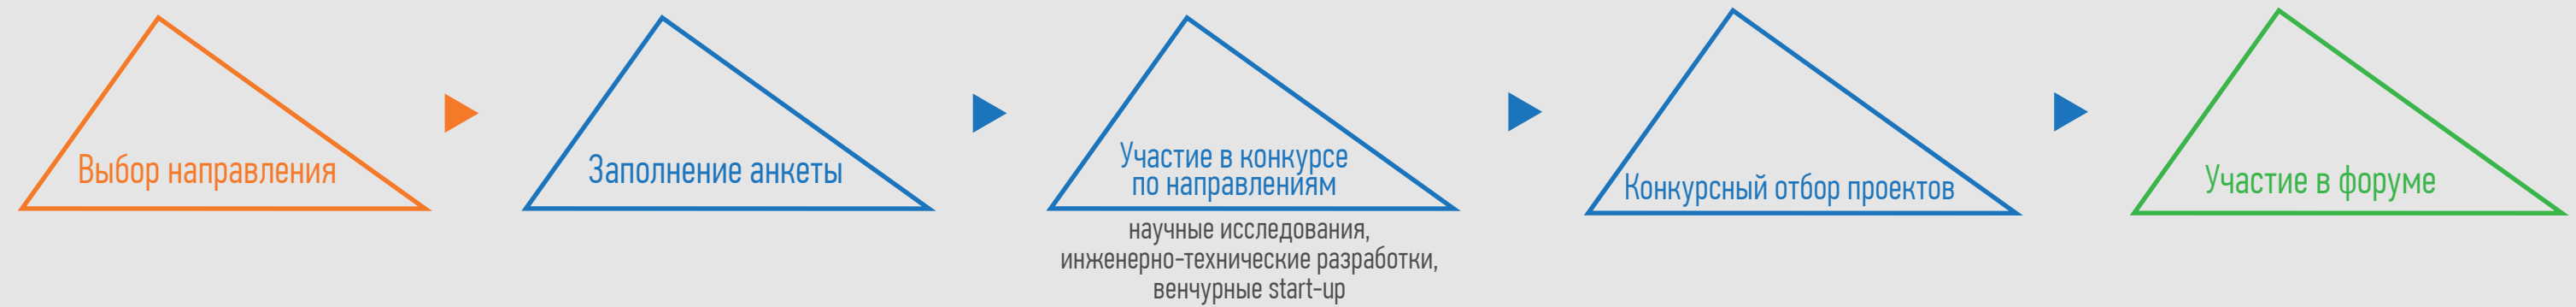 Выбор направления
Заполнение анкеты
Участие в конкурсе
по направлениям
научные исследования,
инженерно-технические разработки,
венчурные start-up
Конкурсный отбор проектов
Участие в форуме